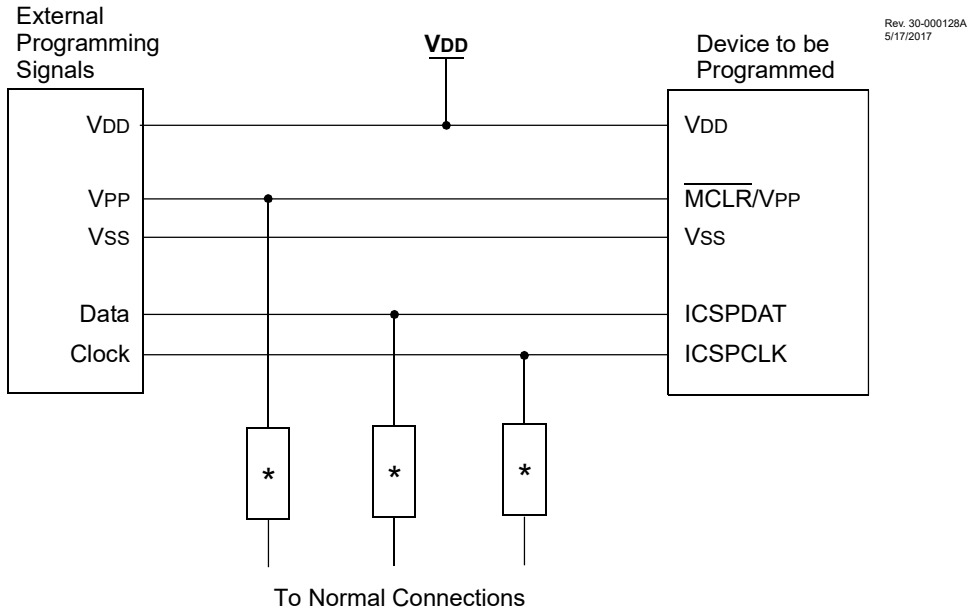 External
Programming
Signals
VDD
Device to be
Programmed
Rev. 30-000128A
5/17/2017
VDD
VDD
VPP
MCLR/VPP
VSS
VSS
Data
ICSPDAT
Clock
ICSPCLK
*
*
*
To Normal Connections